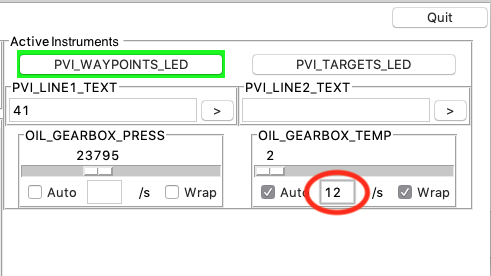 Quit
Active Instruments
PVI_WAYPOINTS_LED PVI_TARGETS_LED
PVI_LINE1_TEXT PVI_LINE2_TEXT
41 > >
OIL_GEARBOX_PRESS OIL_GEARBOX_TEMP
23795 2
Auto /s Wrap Auto 12 /s Wrap